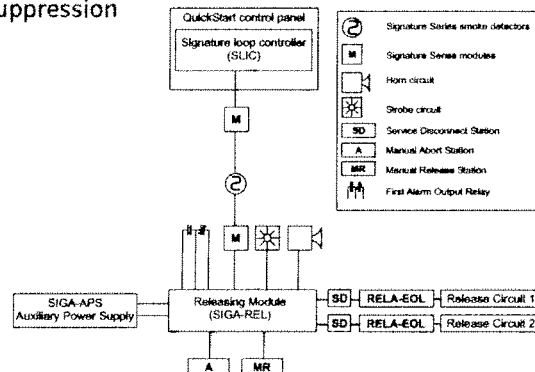 uppression
QuickStart control panel
Signature loop controller
(SLIC)
M
M
SIGA-APS
Auxiliary Power Supply
Releasing Module
(SIGA-REL)
SD RELA-EOL Release Circuit 1
SD RELA-EOL Release Circuit 2
A MR
Signature Series smoke detectors
M Signature Sense modules
Horn circuit
Strobe circuit
SD Service Disconnect Station
A Manual Abort Station
MR Manual Release Station
First Alarm Output Relay